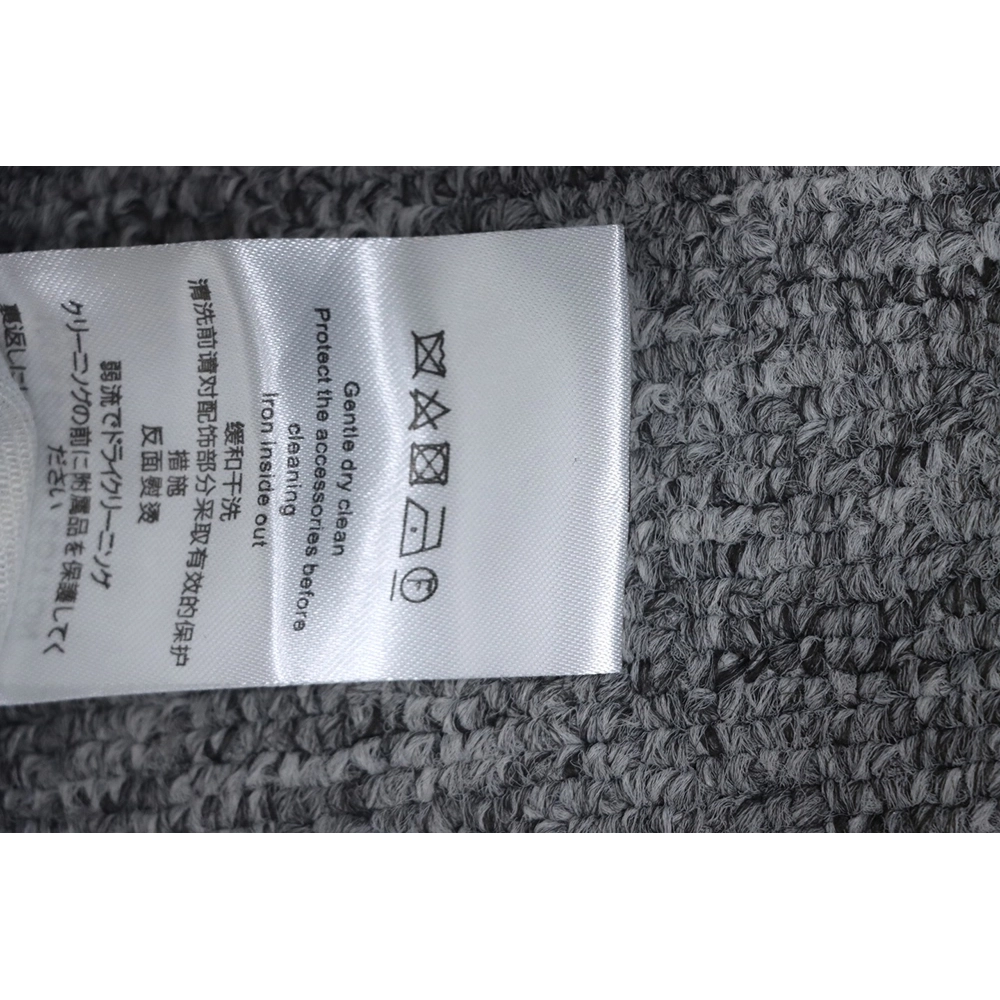 F
Gentle dry clean
Protect the accessories before
cleaning
Iron inside out
缓和干洗
清洗前请对配饰部分采取有效的保护
措施
反面熨烫
弱流でドライクリーニング
クリーニングの前に附属品を保護してく
ださい